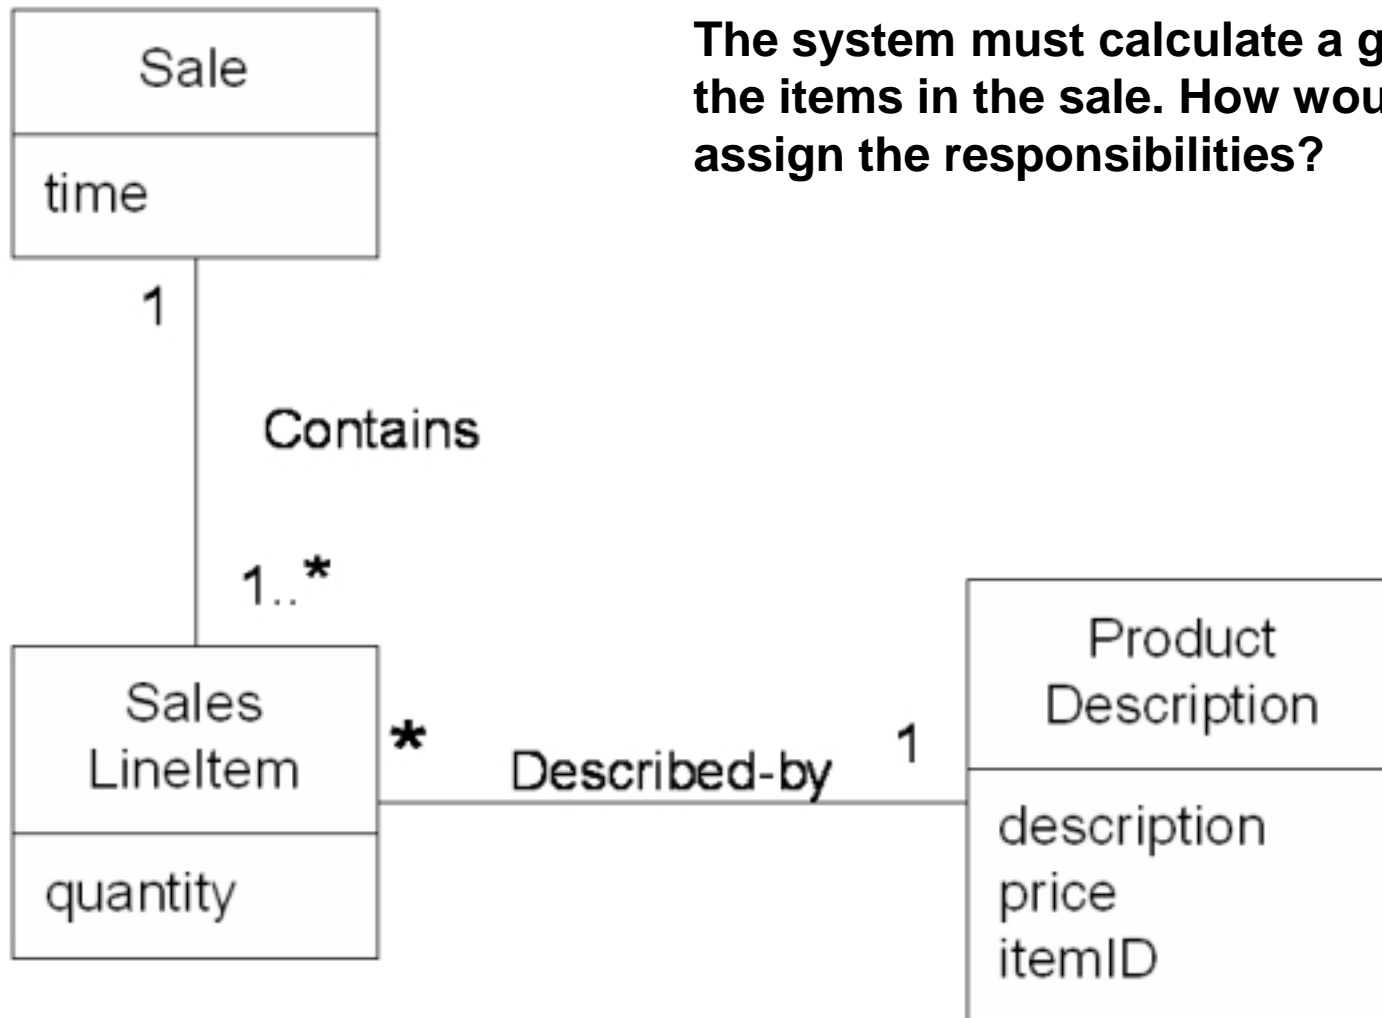 The system must calculate a g
the items in the sale. How wou
assign the responsibilities?
Sale
time
1
Contains
1..*
Sales
LineItem
quantity
*
Described-by
1
Product
Description
description
price
itemID